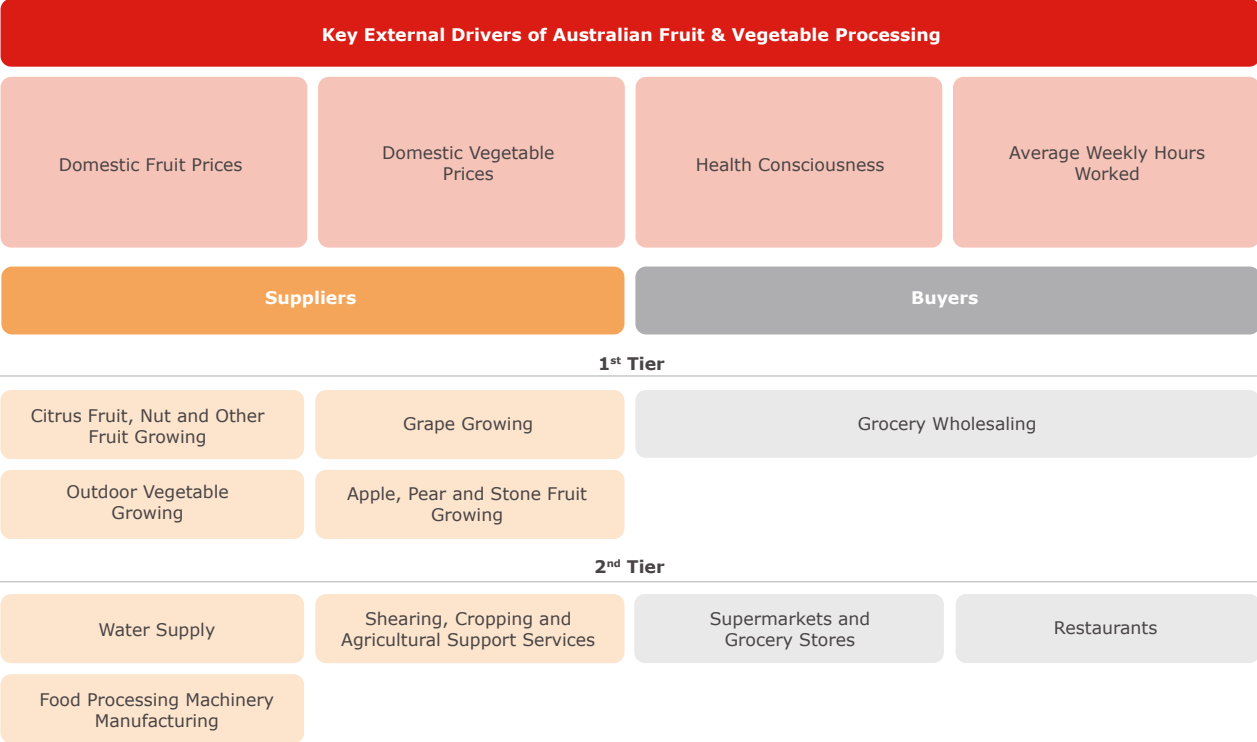 Key External Drivers of Australian Fruit & Vegetable Processing
Domestic Fruit Prices
Domestic Vegetable
Prices
Health Consciousness
Average Weekly Hours
Worked
Suppliers
Buyers
1st Tier
Citrus Fruit, Nut and Other
Fruit Growing
Grape Growing
Grocery Wholesaling
Outdoor Vegetable
Growing
Apple, Pear and Stone Fruit
Growing
2nd Tier
Water Supply
Shearing, Cropping and
Agricultural Support Services
Supermarkets and
Grocery Stores
Restaurants
Food Processing Machinery
Manufacturing